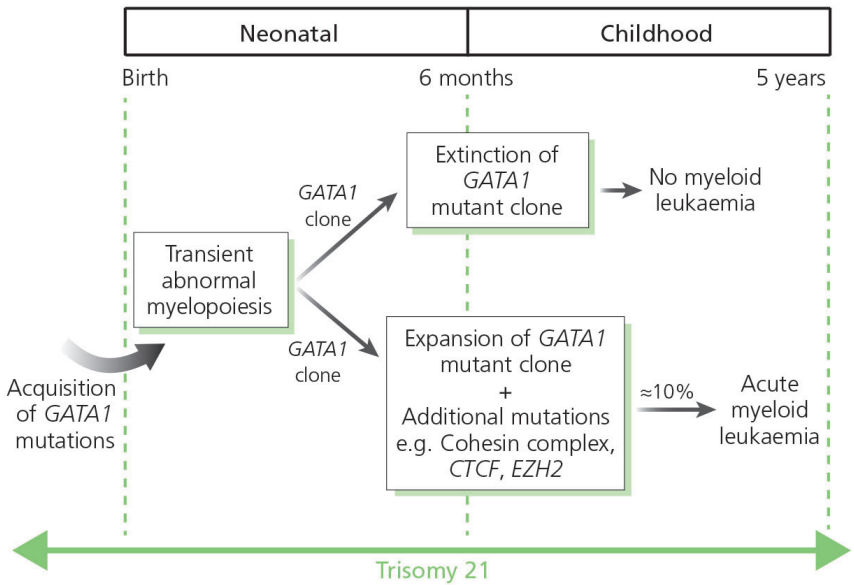 Neonatal
Childhood
Birth
6 months
5 years
Extinction of
GATA1
mutant clone
No myeloid
leukaemia
GATA1
clone
Transient
abnormal
myelopoiesis
GATA1
clone
Expansion of GATA1
mutant clone
+
Additional mutations
e.g. Cohesin complex,
CTCF, EZH2
≈10%
Acute
myeloid
leukaemia
Acquisition
of GATA1
mutations
Trisomy 21